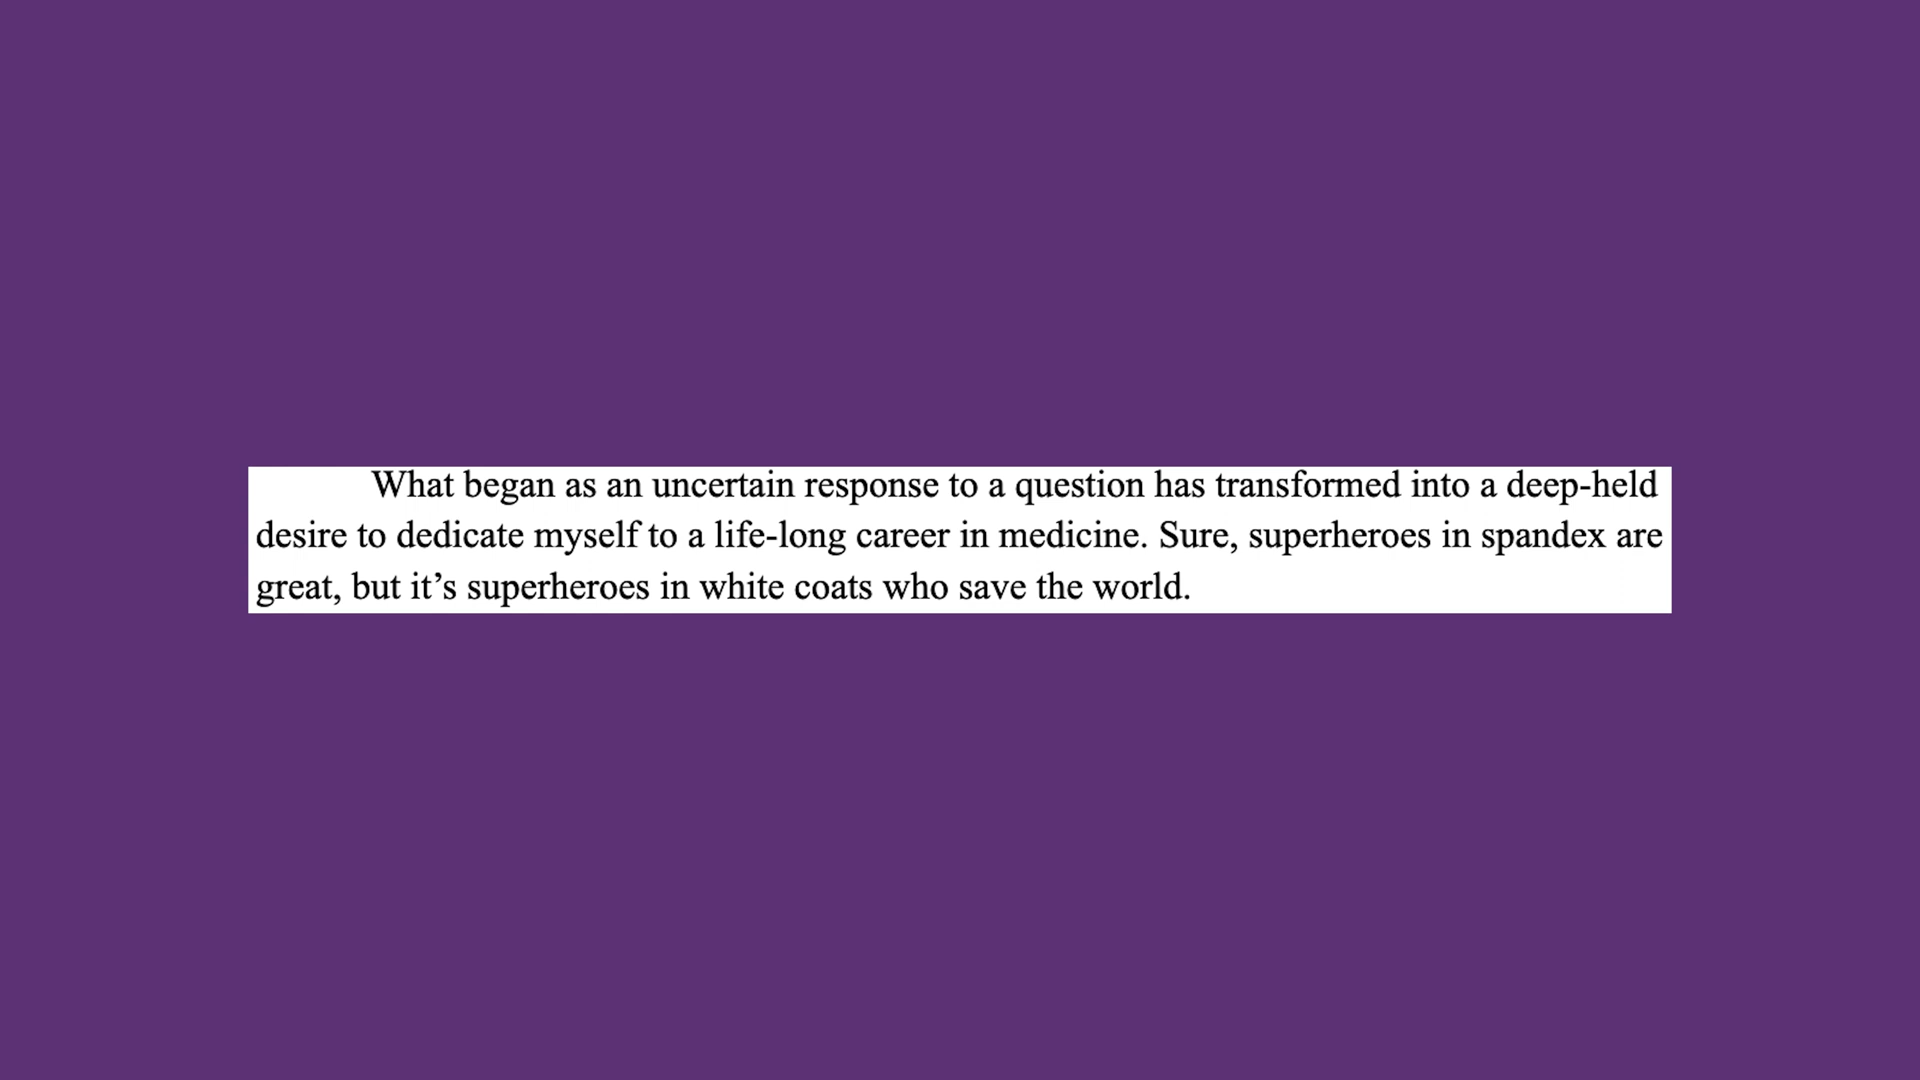 What began as an uncertain response to a question has transformed into a deep-held
desire to dedicate myself to a life-long career in medicine. Sure, superheroes in spandex are
great, but it’s superheroes in white coats who save the world.